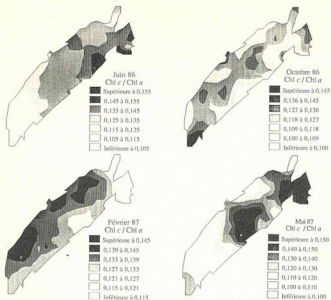 Juin 86
Chl c / Chl a
Supérieure à 0,155
0,145 à 0,155
0,135 à 0,145
0,125 à 0,135
0,115 à 0,125
0,105 à 0,115
Inférieure à 0,105
Octobre 86
Chl c / Chl a
Supérieure à 0,145
0,136 à 0,145
0,127 à 0,136
0,118 à 0,127
0,109 à 0,118
0,100 à 0,109
Inférieure à 0,100
Février 87
Chl c / Chl a
Supérieure à 0,145
0,139 à 0,145
0,133 à 0,139
0,127 à 0,133
0,121 à 0,127
0,115 à 0,121
Inférieure à 0,115
Mai 87
Chl c / Chl a
Supérieure à 0,150
0,140 à 0,150
0,130 à 0,140
0,120 à 0,130
0,110 à 0,120
0,100 à 0,110
Inférieure à 0,100